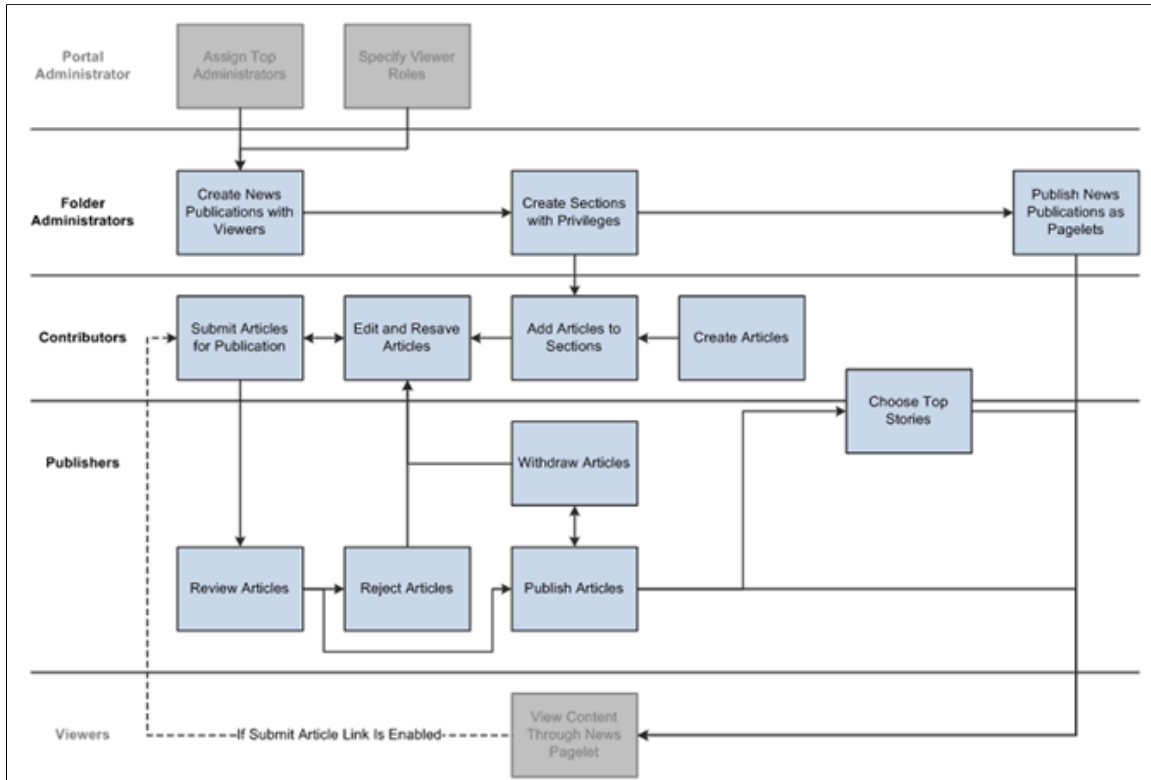 Portal
Administrator
Assign Top
Administrators
Specify Viewer
Roles
Folder
Administrators
Create News
Publications with
Viewers
Create Sections
with Privileges
Publish News
Publications as
Pagelets
Contributors
Submit Articles
for Publication
Edit and Resave
Articles
Add Articles to
Sections
Create Articles
Choose Top
Stories
Publishers
Withdraw Articles
Review Articles
Reject Articles
Publish Articles
Viewers
If Submit Article Link Is Enabled
View Content
Through News
Pagelet